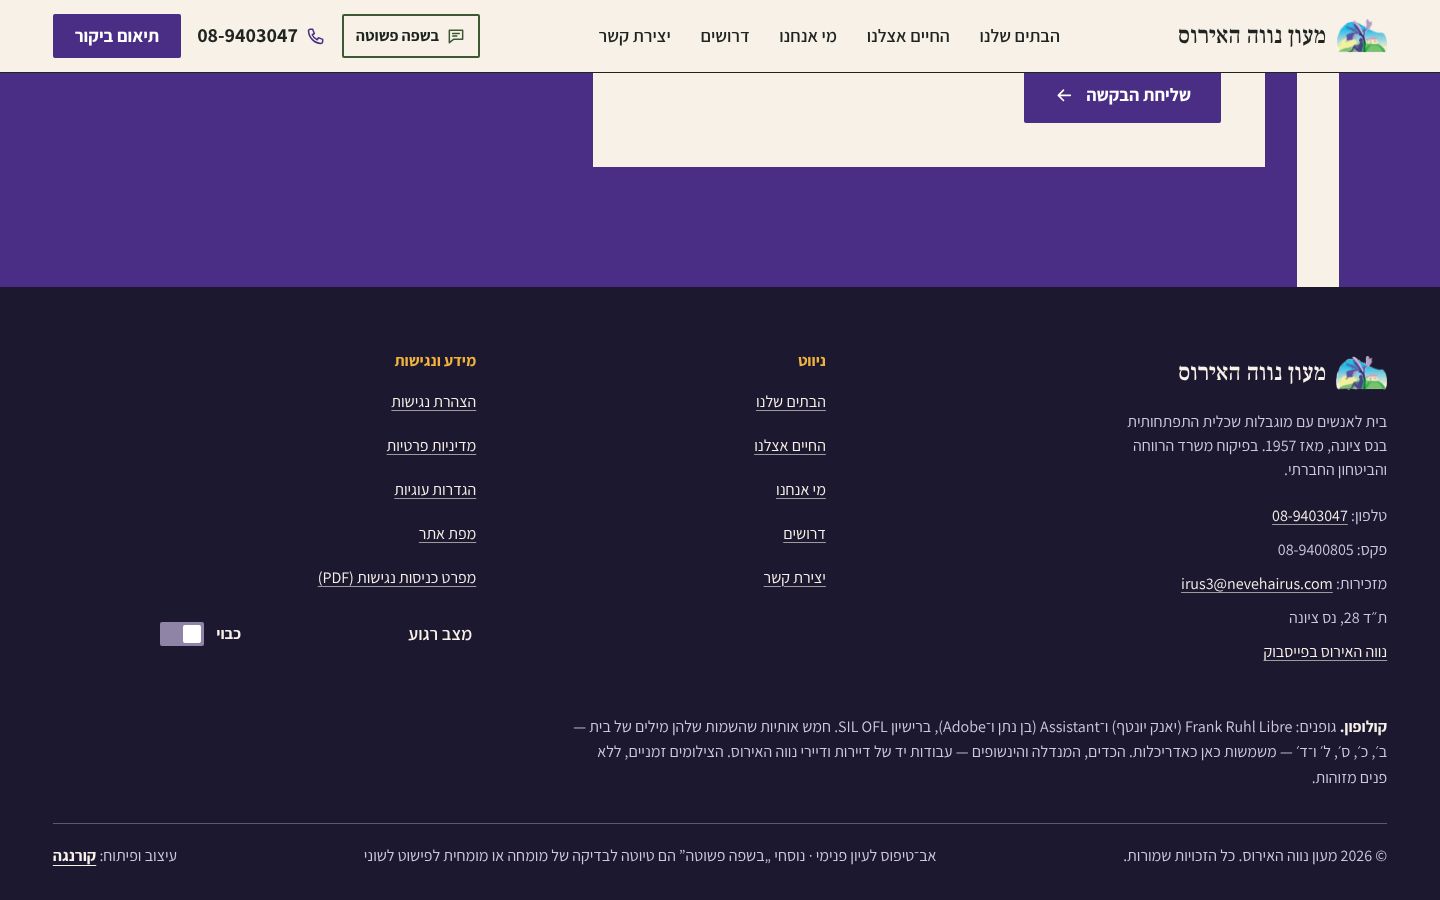 מעון נווה האירוס
הבתים שלנו
החיים אצלנו
מי אנחנו
דרושים
יצירת קשר
בשפה פשוטה
08-9403047
תיאום ביקור
שליחת הבקשה
מעון נווה האירוס
בית לאנשים עם מוגבלות שכלית התפתחותית
בנס ציונה, מאז 1957. בפיקוח משרד הרווחה
והביטחון החברתי.
טלפון: 08-9403047
פקס: 08-9400805
מזכירות: irus3@nevehairus.com
ת״ד 28, נס ציונה
נווה האירוס בפייסבוק
ניווט
הבתים שלנו
החיים אצלנו
מי אנחנו
דרושים
יצירת קשר
מידע ונגישות
הצהרת נגישות
מדיניות פרטיות
הגדרות עוגיות
מפת אתר
מפרט כניסות נגישות (PDF)
מצב רגוע
כבוי
קולופון. גופנים: Frank Ruhl Libre (יאנק יונטף) ו־Assistant (בן נתן ו־Adobe), ברישיון SIL OFL. חמש אותיות שהשמות שלהן מילים של בית —
ב׳, כ׳, ס׳, ל׳ ו־ד׳ — משמשות כאן כאדריכלות. הכדים, המנדלה והינשופים — עבודות יד של דיירות ודיירי נווה האירוס. הצילומים זמניים, ללא
פנים מזוהות.
© 2026 מעון נווה האירוס. כל הזכויות שמורות.
אב־טיפוס לעיון פנימי · נוסחי „בשפה פשוטה” הם טיוטה לבדיקה של מומחה או מומחית לפישוט לשוני
עיצוב ופיתוח: קורנגה